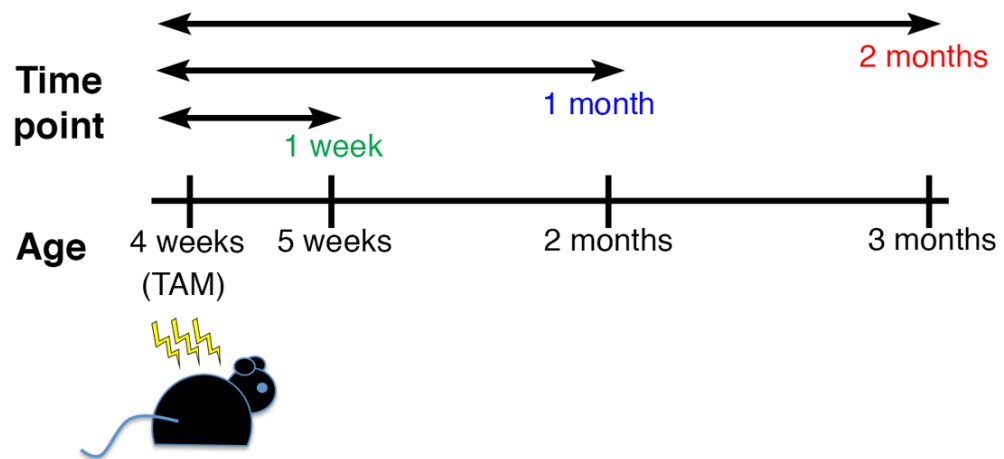 2 months
Time
point
1 month
1 week
Age
4 weeks
5 weeks
2 months
3 months
(TAM)